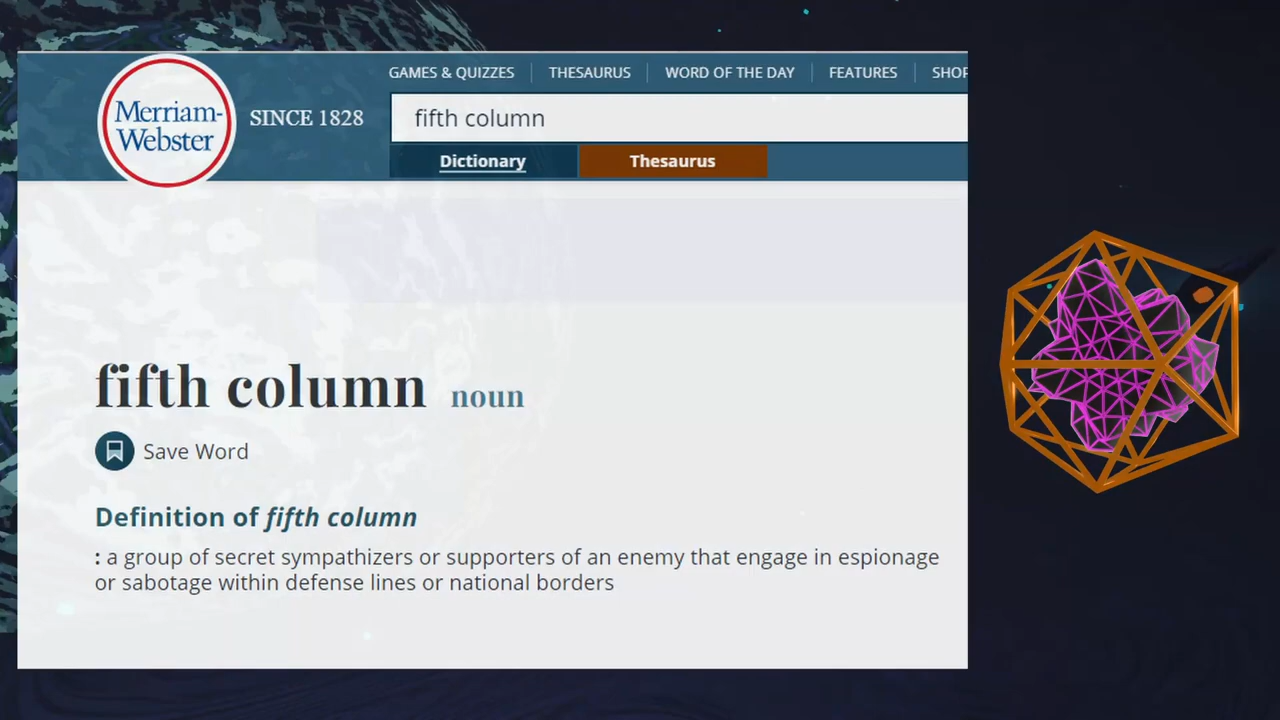 GAMES & QUIZZES THESAURUS WORD OF THE DAY FEATURES SHOP
Merriam-
Webster
SINCE 1828
fifth column
Dictionary Thesaurus
fifth column noun
Save Word
Definition of fifth column
: a group of secret sympathizers or supporters of an enemy that engage in espionage
or sabotage within defense lines or national borders